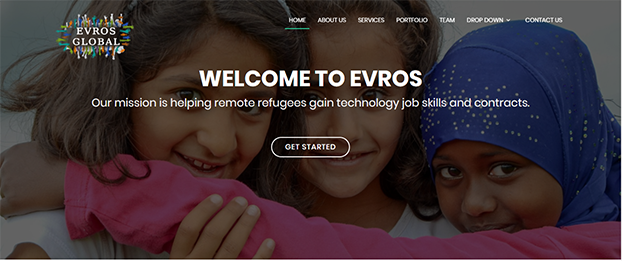 EVROS
GLOBAL
HOME ABOUT US SERVICES PORTFOLIO TEAM DROP DOWN CONTACT US
WELCOME TO EVROS
Our mission is helping remote refugees gain technology job skills and contracts.
GET STARTED